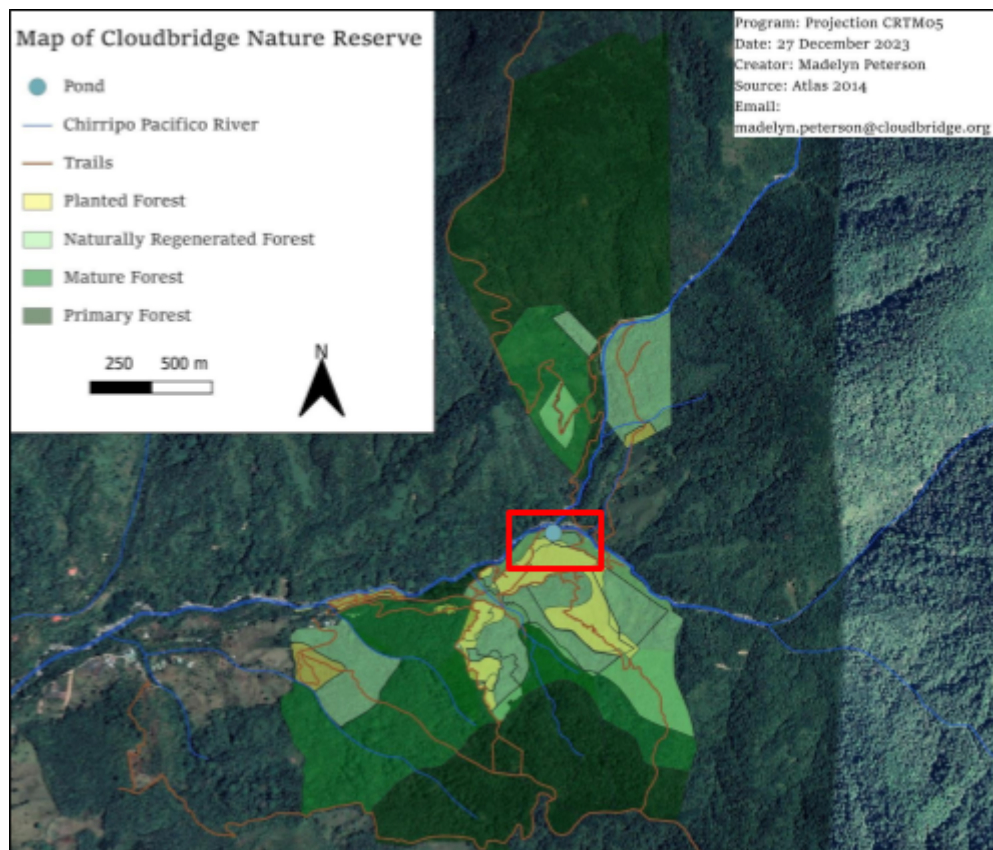 Map of Cloudbridge Nature Reserve
Pond
Chirripo Pacifico River
Trails
Planted Forest
Naturally Regenerated Forest
Mature Forest
Primary Forest
250 500 m
N
Program: Projection CRTM05
Date: 27 December 2023
Creator: Madelyn Peterson
Source: Atlas 2014
Email:
madelyn.peterson@cloudbridge.org